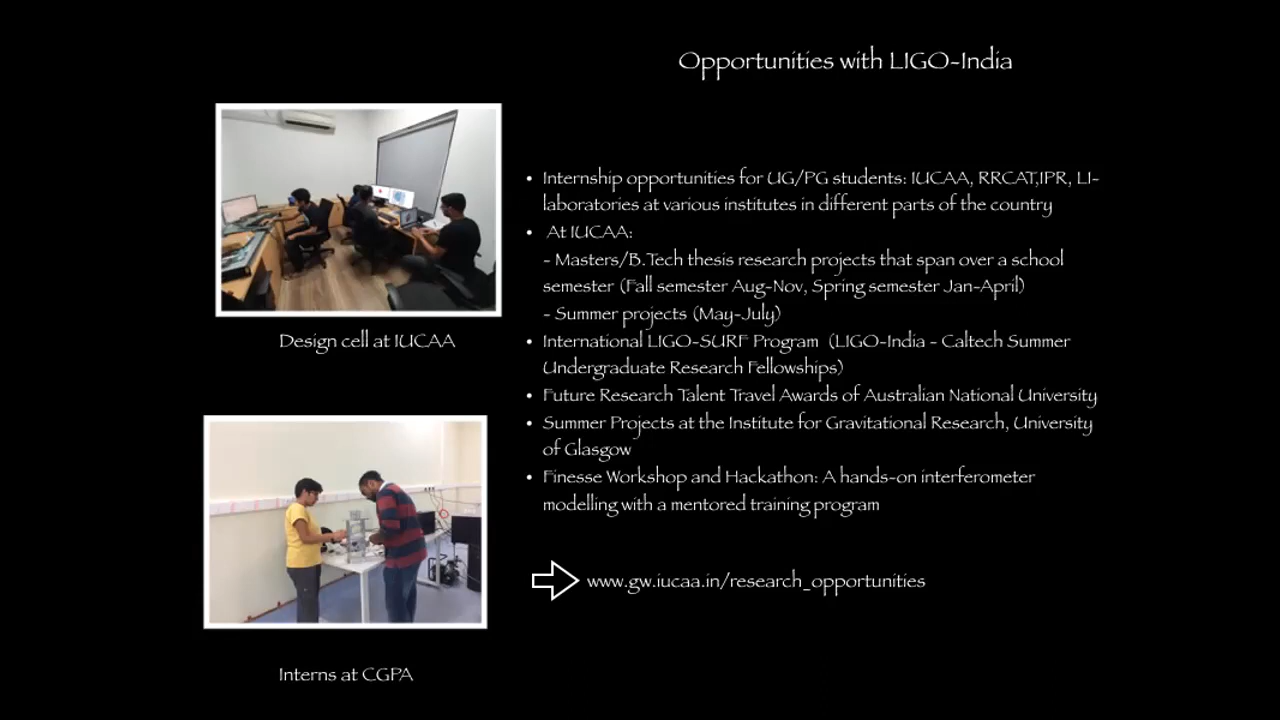 Opportunities with LIGO-India
• Internship opportunities for UG/PG students: IUCAA, RRCAT,IPR, LI-
laboratories at various institutes in different parts of the country
• At IUCAA:
- Masters/B.Tech thesis research projects that span over a school
semester (Fall semester Aug-Nov, Spring semester Jan-April)
- Summer projects (May-July)
• International LIGO-SURF Program (LIGO-India - Caltech Summer
Undergraduate Research Fellowships)
• Future Research Talent Travel Awards of Australian National University
• Summer Projects at the Institute for Gravitational Research, University
of Glasgow
• Finesse Workshop and Hackathon: A hands-on interferometer
modelling with a mentored training program
www.gw.iucaa.in/research_opportunities
Design cell at IUCAA
Interns at CGPA